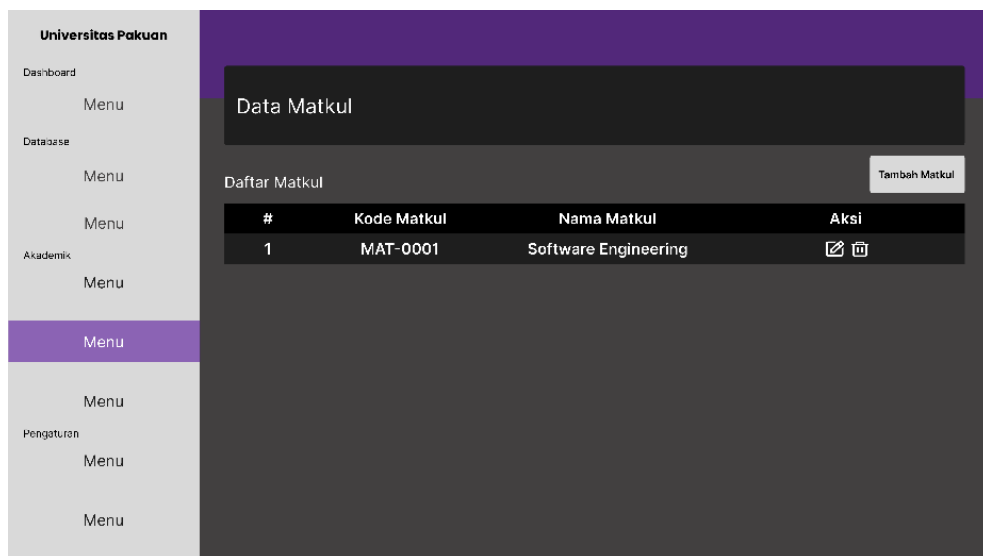 Universitas Pakuan
Dashboard
Menu
Database
Menu
Menu
Akademik
Menu
Menu
Menu
Pengaturan
Menu
Menu
Data Matkul
Daftar Matkul
Tambah Matkul
# Kode Matkul Nama Matkul Aksi
1 MAT-0001 Software Engineering